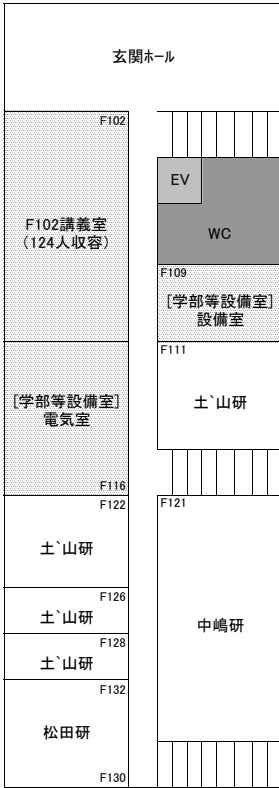 玄関ホール
F102
F102講義室
（124人収容）
EV
WC
F109
[学部等設備室]
設備室
F111
土`山研
[学部等設備室]
電気室
F116
F122
土`山研
F121
中嶋研
F126
土`山研
F128
土`山研
F132
松田研
F130